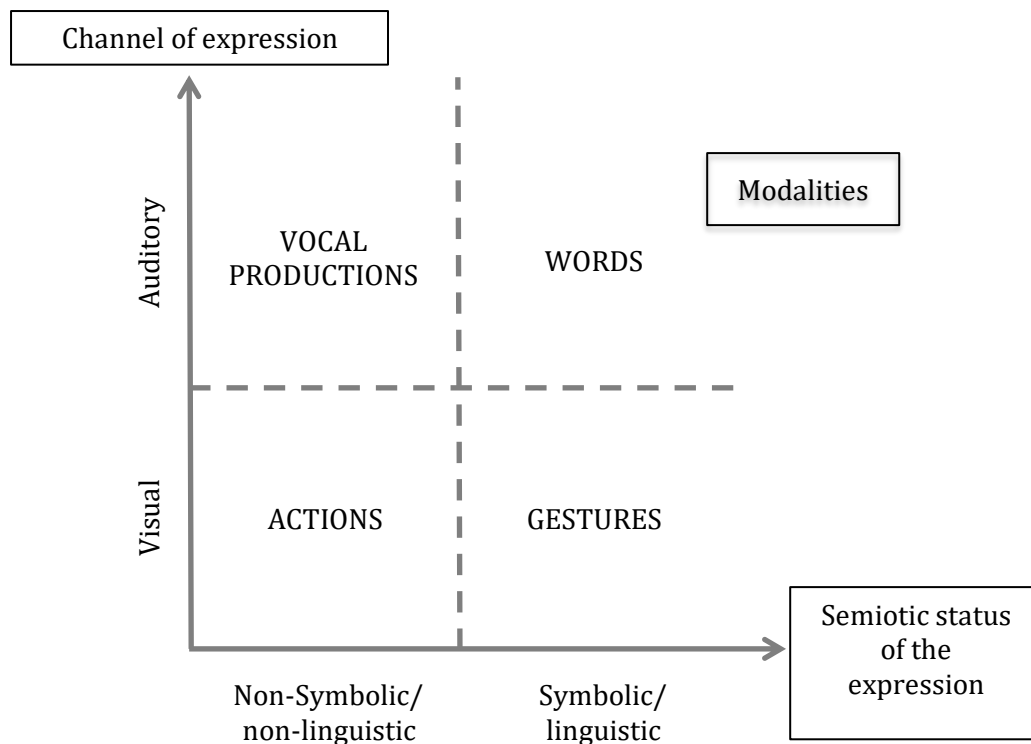 Channel of expression
Modalities
Auditory
VOCAL
PRODUCTIONS
WORDS
Visual
ACTIONS
GESTURES
Semiotic status
of the
expression
Non-Symbolic/
non-linguistic
Symbolic/
linguistic